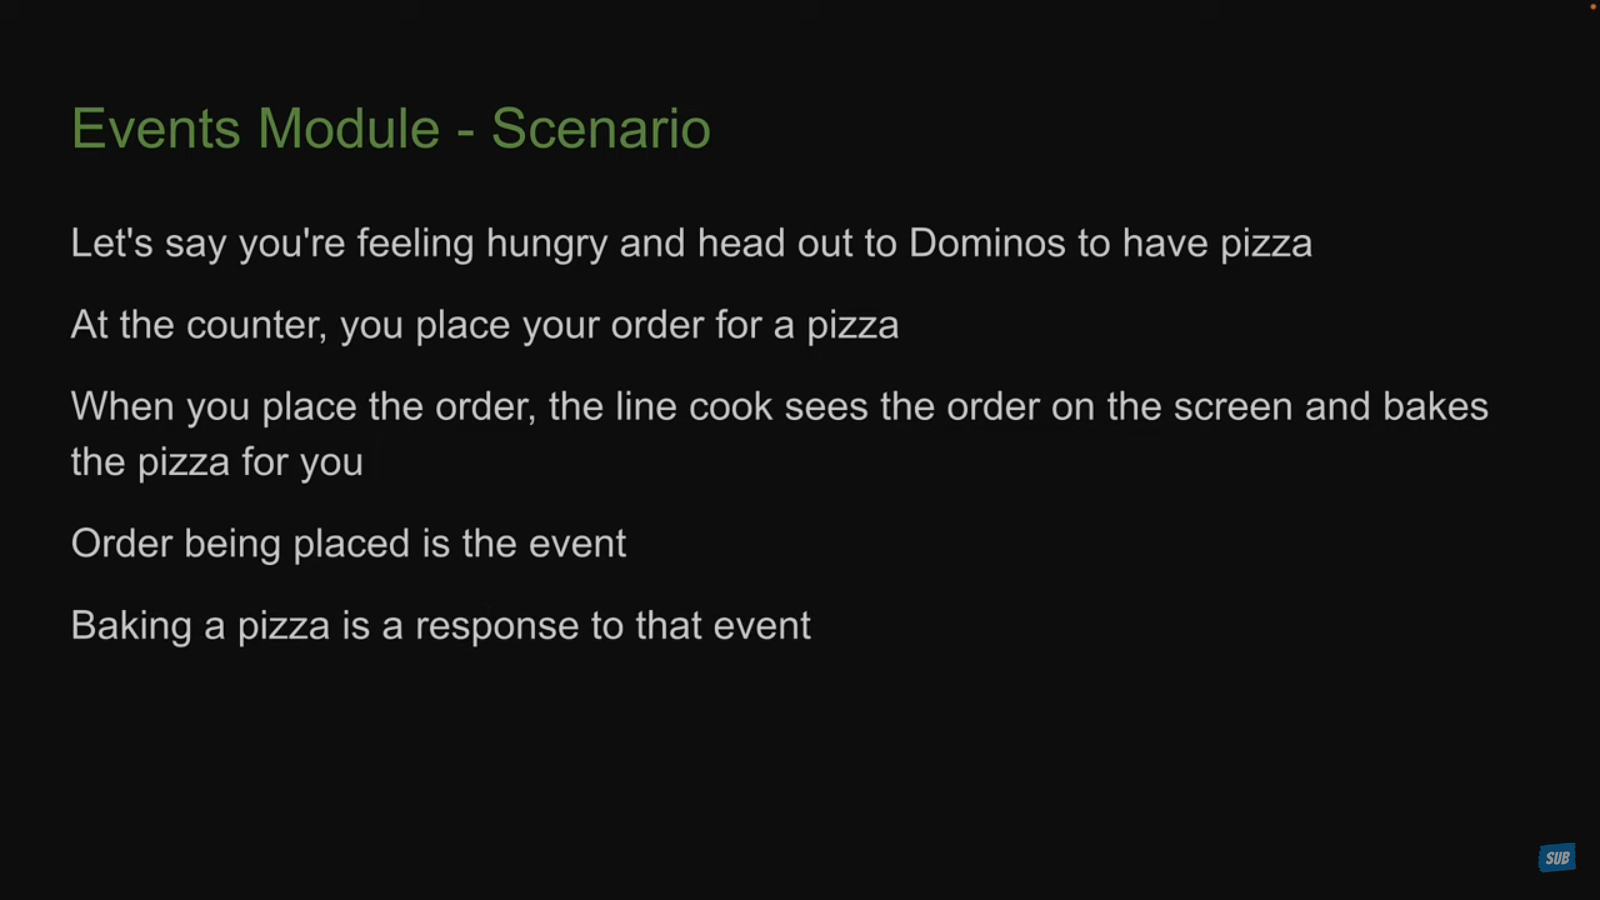 Events Module - Scenario
Let's say you're feeling hungry and head out to Dominos to have pizza
At the counter, you place your order for a pizza
When you place the order, the line cook sees the order on the screen and bakes
the pizza for you
Order being placed is the event
Baking a pizza is a response to that event
SUB